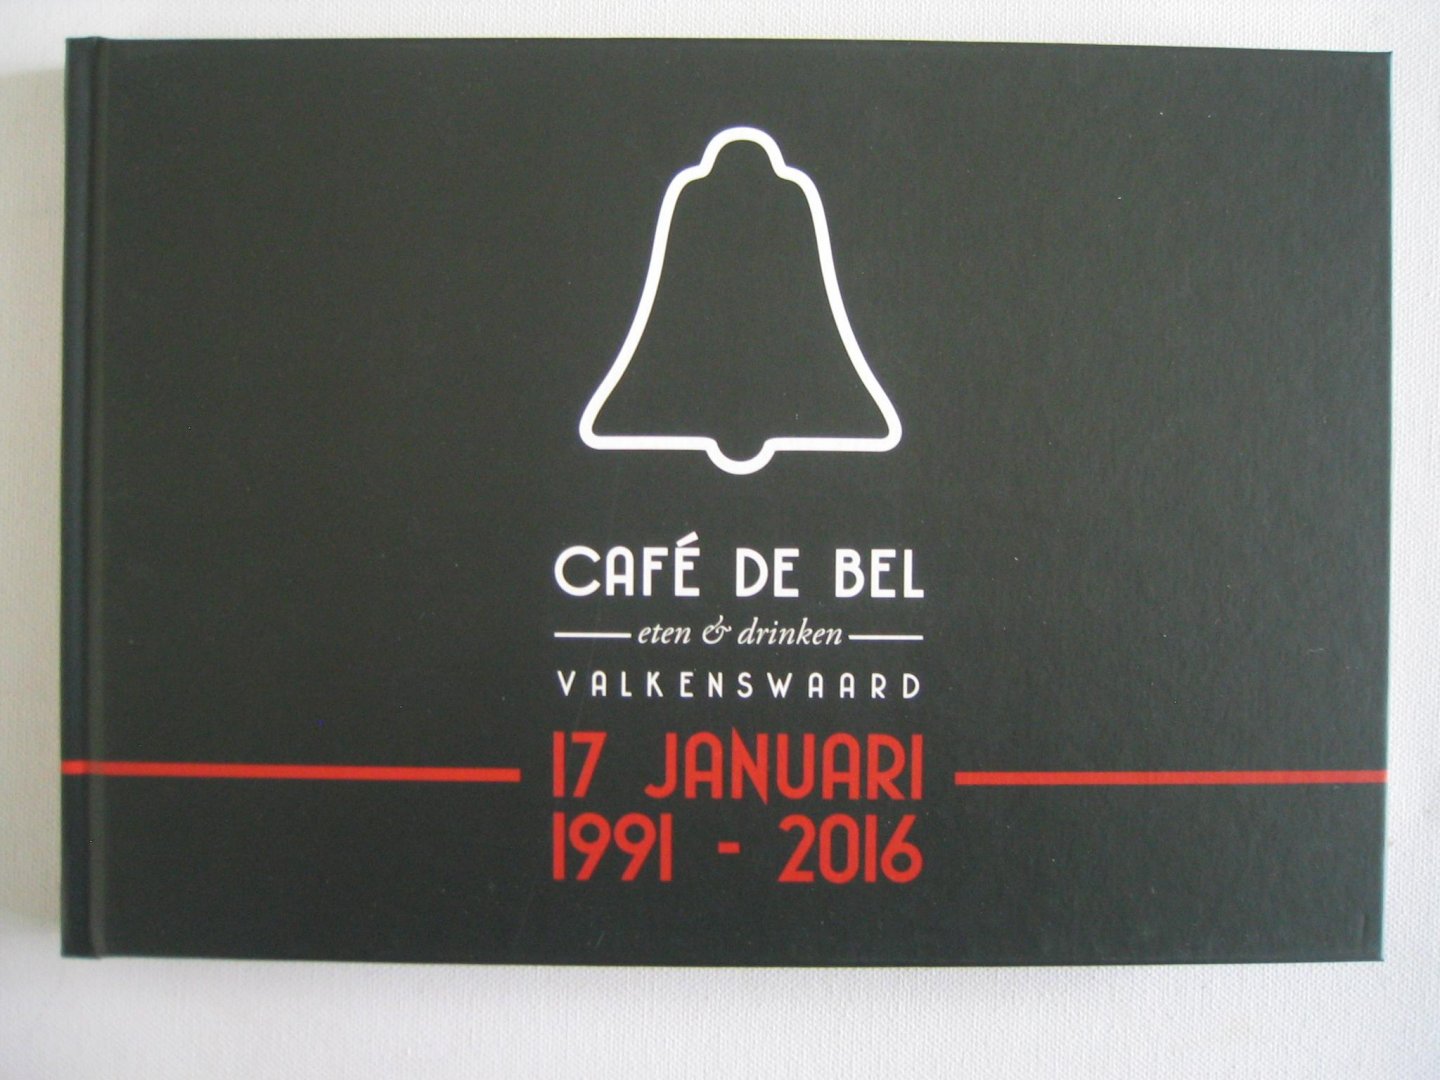 CAFÉ DE BEL
eten & drinken
VALKENSWAARD
17 JANUARI
1991 - 2016